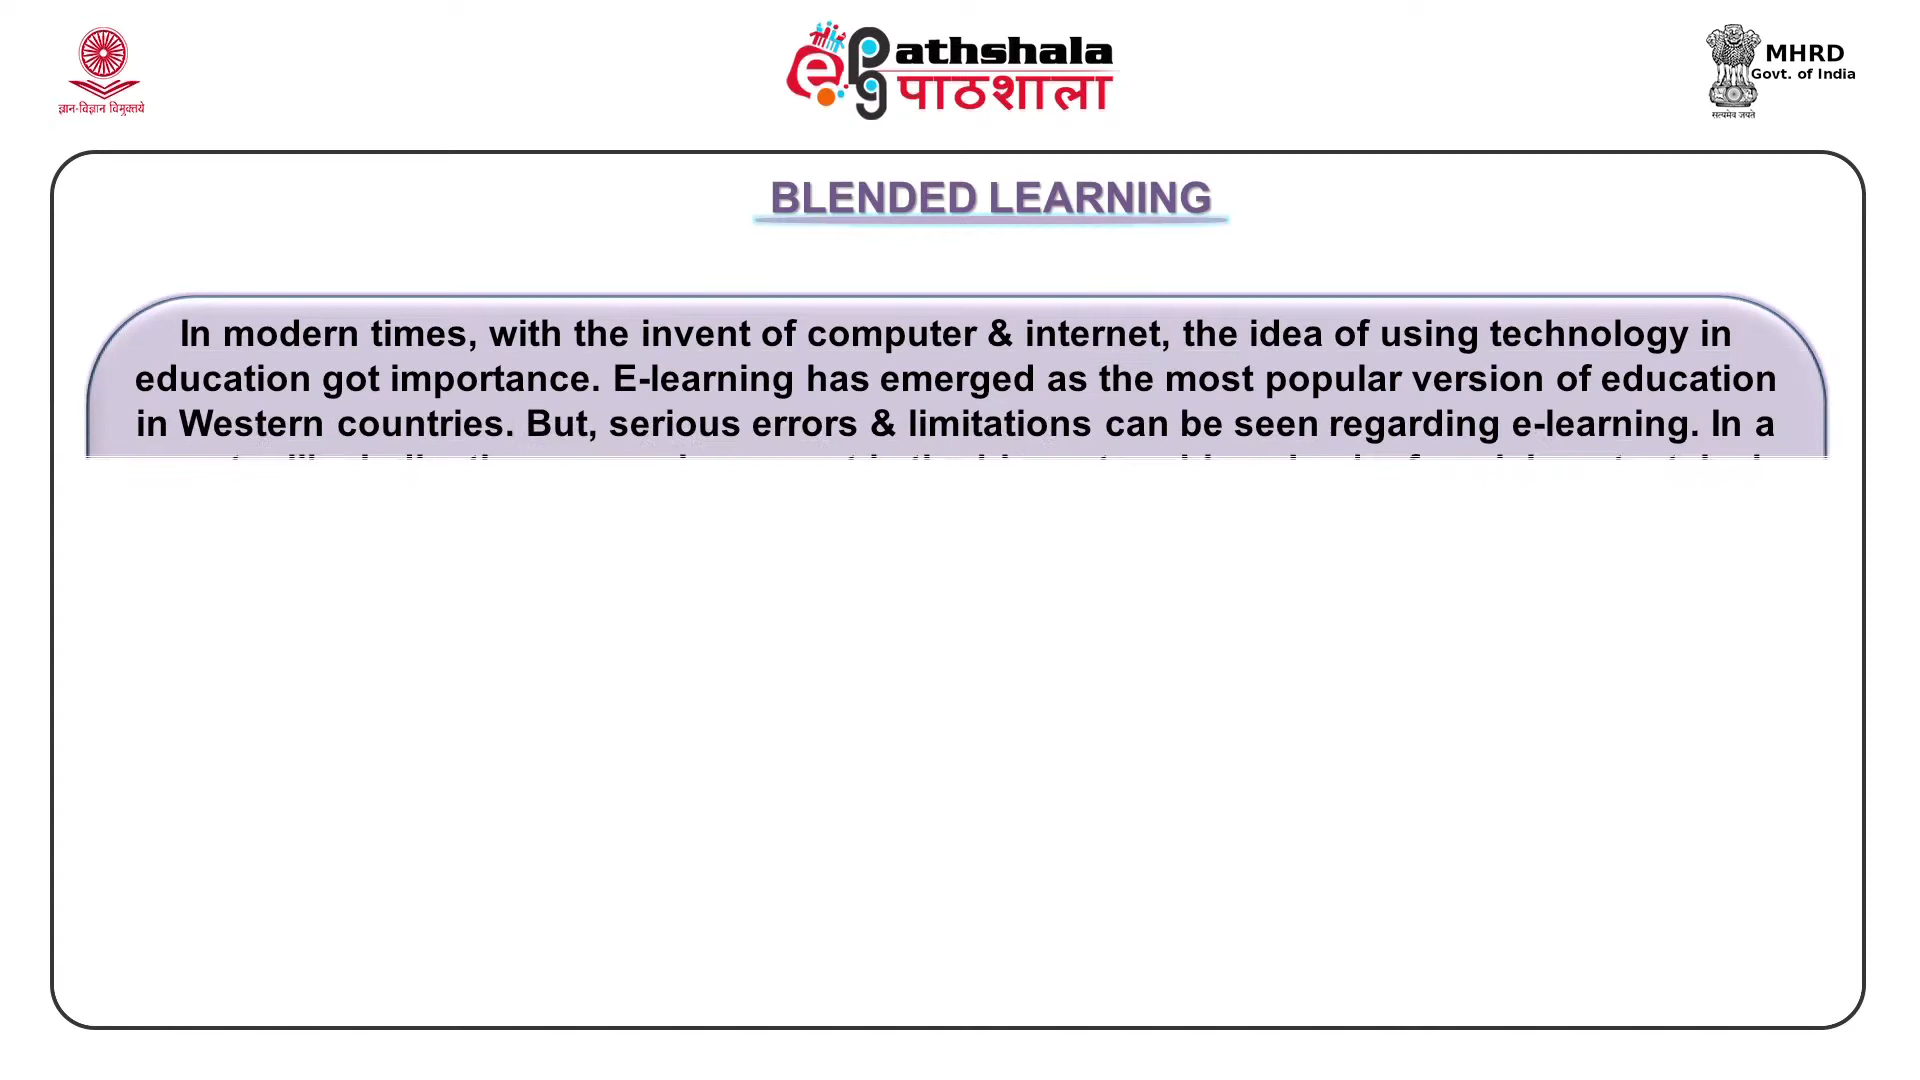 ज्ञान-विज्ञान विमुक्तये
ePGathshala
पाठशाला
MHRD
Govt. of India
सत्यमेव जयते
BLENDED LEARNING
In modern times, with the invent of computer & internet, the idea of using technology in
education got importance. E-learning has emerged as the most popular version of education
in Western countries. But, serious errors & limitations can be seen regarding e-learning. In a